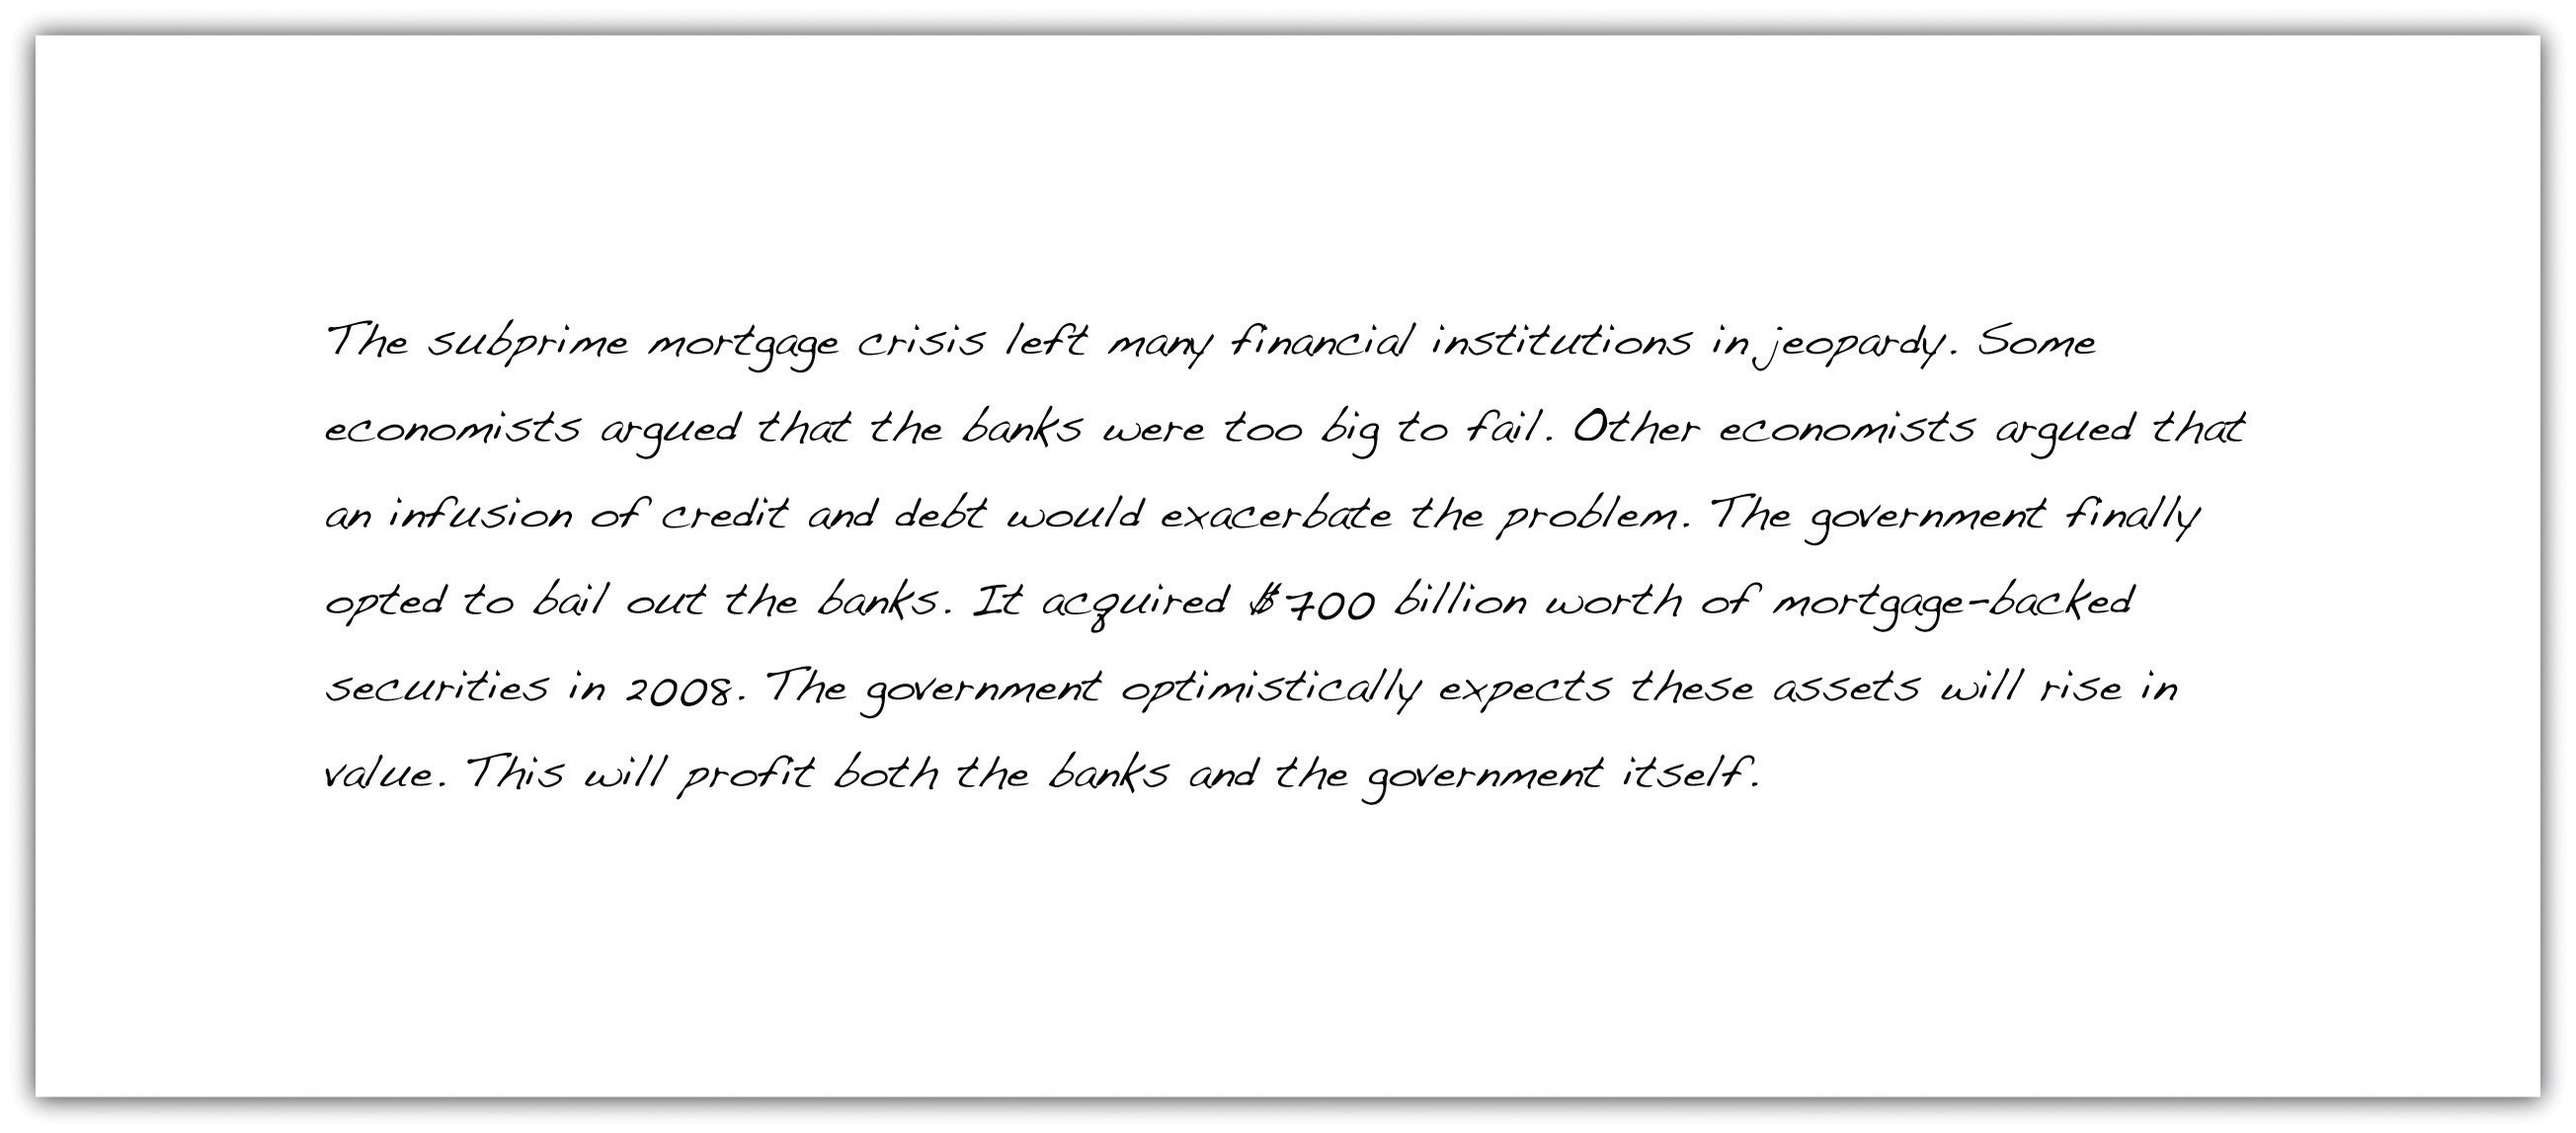 The subprime mortgage crisis left many financial institutions in jeopardy. Some
economists argued that the banks were too big to fail. Other economists argued that
an infusion of credit and debt would exacerbate the problem. The government finally
opted to bail out the banks. It acquired $700 billion worth of mortgage-backed
securities in 2008. The government optimistically expects these assets will rise in
value. This will profit both the banks and the government itself.